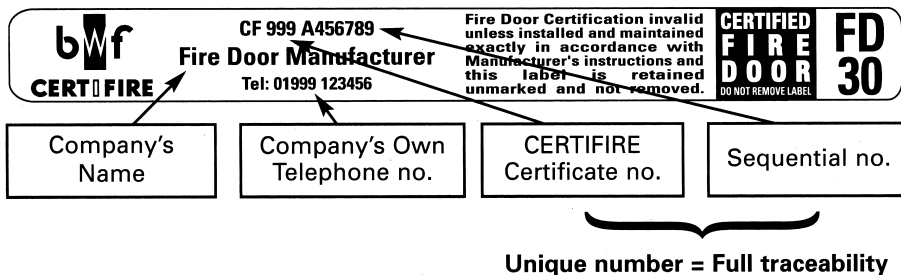 bwf
CERTIFIRE
CF 999 A456789
Fire Door Manufacturer
Tel: 01999 123456
Fire Door Certification invalid
unless installed and maintained
exactly in accordance with
Manufacturer's instructions and
this label is retained
unmarked and not removed.
CERTIFIED
FIRE
DOOR
DO NOT REMOVE LABEL
FD
30
Company's
Name
Company's Own
Telephone no.
CERTIFIRE
Certificate no.
Sequential no.
Unique number = Full traceability